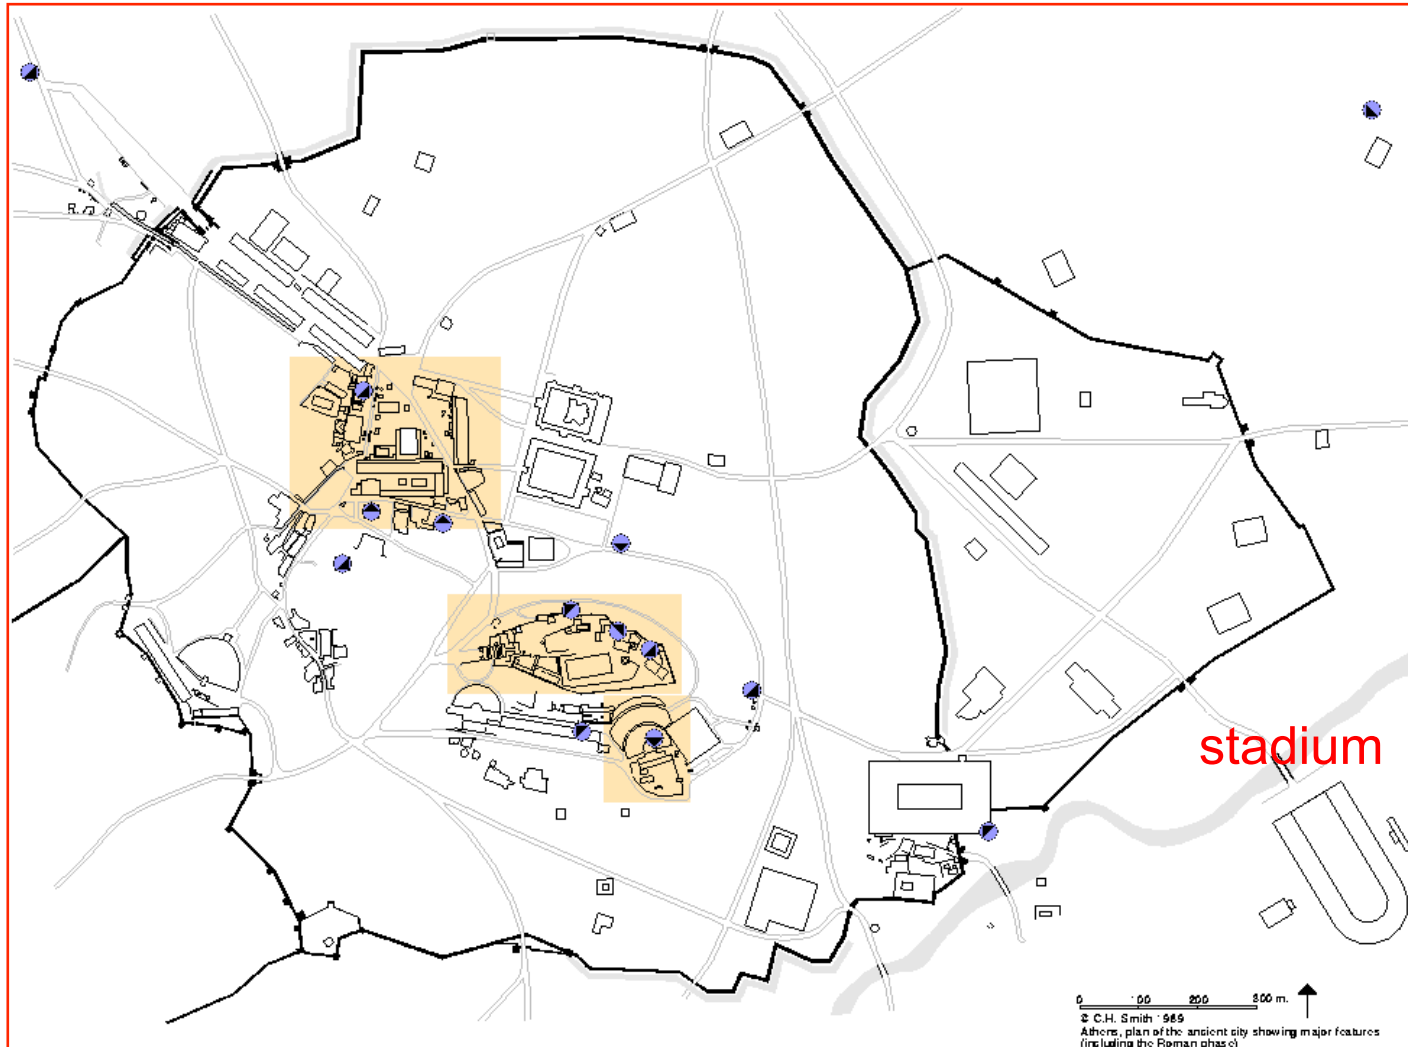 stadium
0 100 200 300 m.
© C.H. Smith 1989
Athens, plan of the ancient city showing major features
(including the Roman phase)